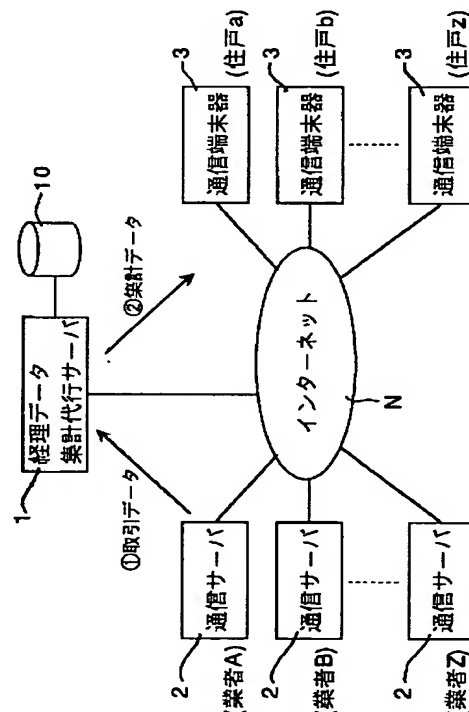 1
経理データ
集計代行サーバ
10
①取引データ
②集計データ
2
通信サーバ
業者A)
3
通信端末器
(住戸a)
2
通信サーバ
業者B)
インターネット
3
通信端末器
(住戸b)
N
2
通信サーバ
業者Z)
3
通信端末器
(住戸z)